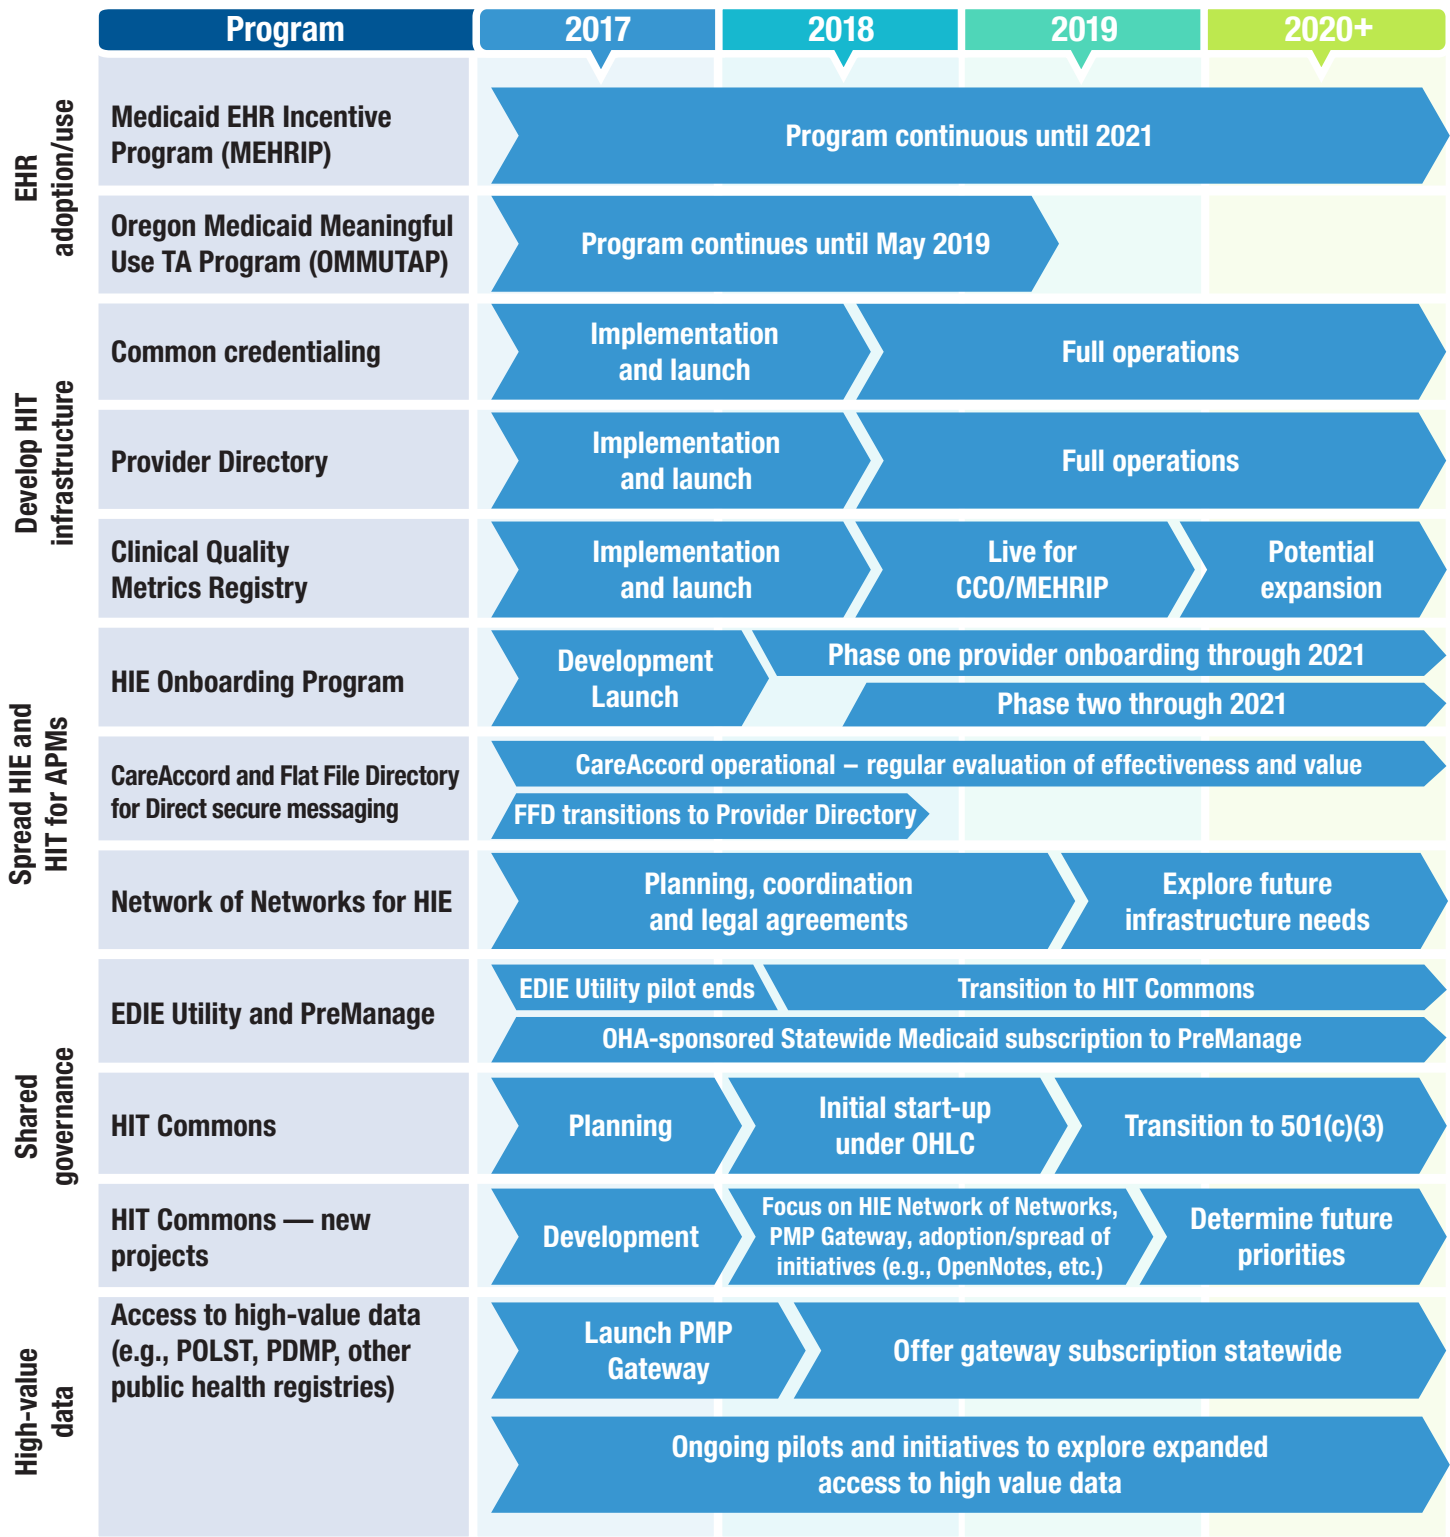 Program
2017
2018
2019
2020+
EHR
adoption/use
Medicaid EHR Incentive
Program (MEHRIP)
Program continuous until 2021
Oregon Medicaid Meaningful
Use TA Program (OMMUTAP)
Program continues until May 2019
Develop HIT
infrastructure
Common credentialing
Implementation
and launch
Full operations
Provider Directory
Implementation
and launch
Full operations
Clinical Quality
Metrics Registry
Implementation
and launch
Live for
CCO/MEHRIP
Potential
expansion
Spread HIE and
HIT for APMs
HIE Onboarding Program
Development
Launch
Phase one provider onboarding through 2021
Phase two through 2021
CareAccord and Flat File Directory
for Direct secure messaging
CareAccord operational – regular evaluation of effectiveness and value
FFD transitions to Provider Directory
Network of Networks for HIE
Planning, coordination
and legal agreements
Explore future
infrastructure needs
Shared
governance
EDIE Utility and PreManage
EDIE Utility pilot ends
Transition to HIT Commons
OHA-sponsored Statewide Medicaid subscription to PreManage
HIT Commons
Planning
Initial start-up
under OHLC
Transition to 501(c)(3)
HIT Commons — new
projects
Development
Focus on HIE Network of Networks,
PMP Gateway, adoption/spread of
initiatives (e.g., OpenNotes, etc.)
Determine future
priorities
High-value
data
Access to high-value data
(e.g., POLST, PDMP, other
public health registries)
Launch PMP
Gateway
Offer gateway subscription statewide
Ongoing pilots and initiatives to explore expanded
access to high value data